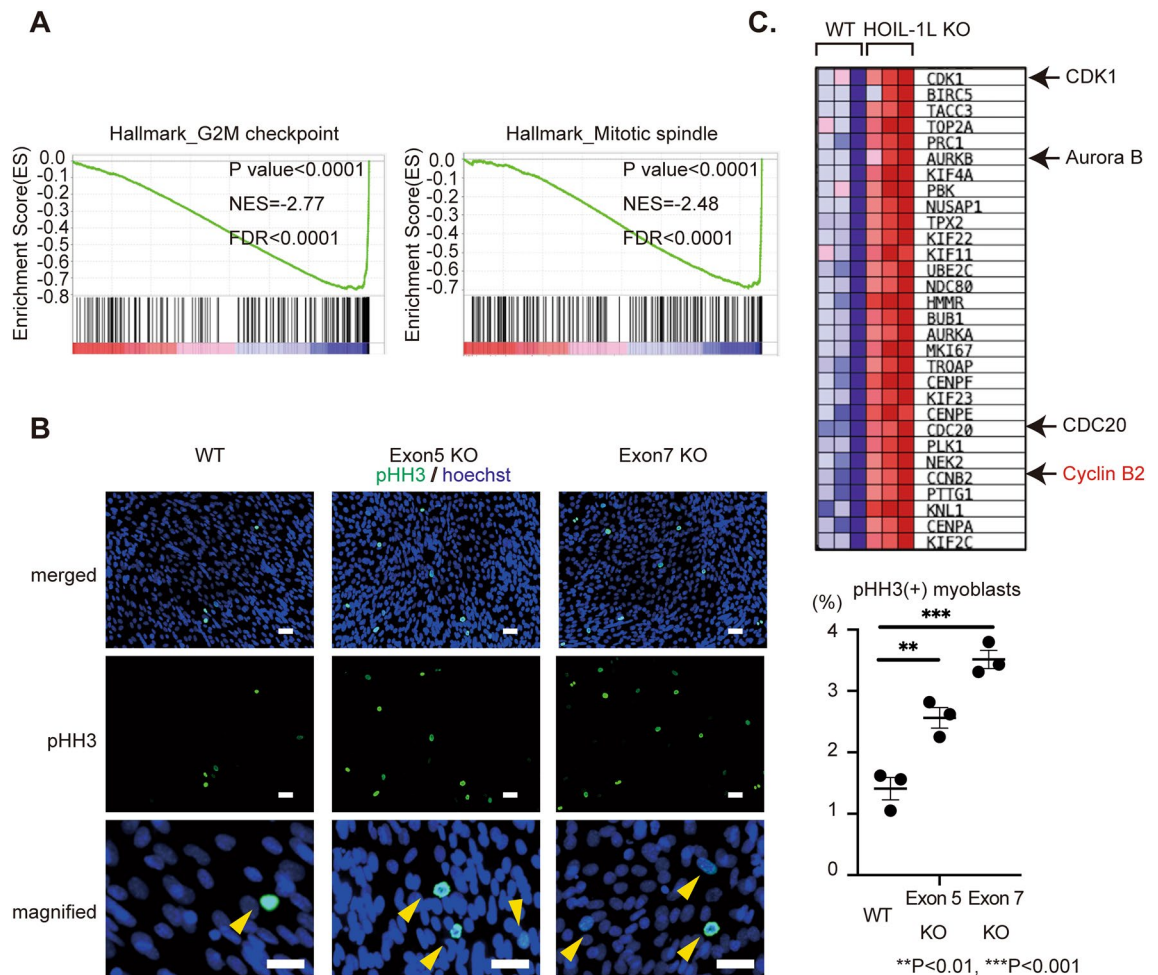 A
Hallmark_G2M checkpoint
Enrichment Score(ES)
0.0
-0.1
-0.2
-0.3
-0.4
-0.5
-0.6
-0.7
-0.8
P value<0.0001
NES=-2.77
FDR<0.0001
Hallmark_Mitotic spindle
Enrichment Score(ES)
0.0
-0.1
-0.2
-0.3
-0.4
-0.5
-0.6
-0.7
P value<0.0001
NES=-2.48
FDR<0.0001
B
WT
Exon5 KO
Exon7 KO
pHH3 / hoechst
merged
pHH3
magnified
C.
WT HOIL-1L KO
CDK1
BIRC5
TACC3
TOP2A
PRC1
AURKB
KIF4A
PBK
NUSAP1
TPX2
KIF22
KIF11
UBE2C
NDC80
HMMR
BUB1
AURKA
MKI67
TROAP
CENPF
KIF23
CENPE
CDC20
PLK1
NEK2
CCNB2
PTTG1
KNL1
CENPA
KIF2C
CDK1
Aurora B
CDC20
Cyclin B2
pHH3(+) myoblasts
(%)
4
3
2
1
0
***
**
WT
Exon 5
KO
Exon 7
KO
**P<0.01, ***P<0.001